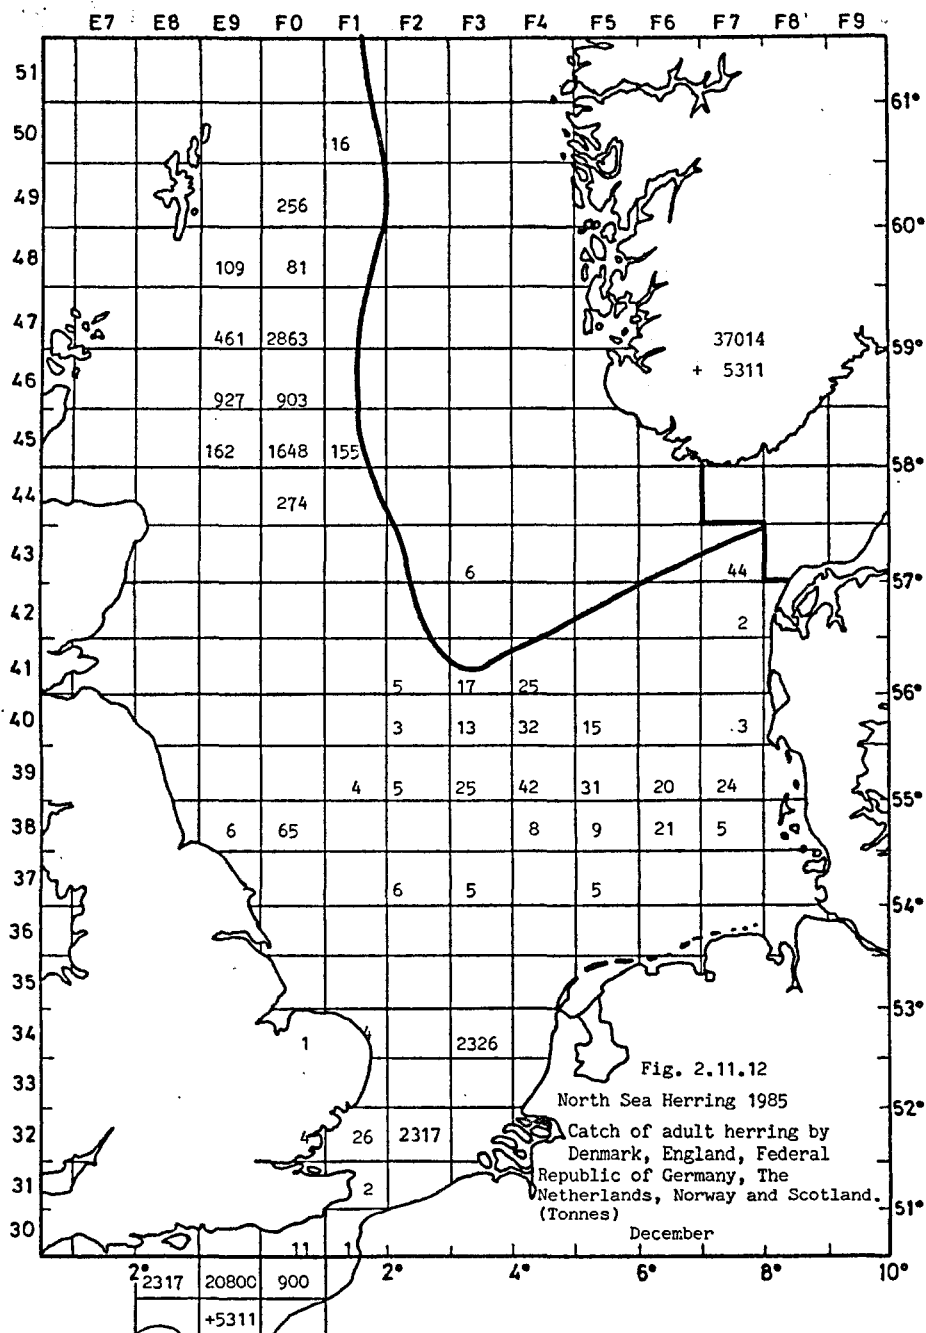 E7 E8 E9 F0 F1 F2 F3 F4 F5 F6 F7 F8' F9
51
61°
50 16
49 256
60°
48 109 81
47 461 2863 37014
59°
+ 5311
46 927 903
45 162 1648 155
58°
44 274
43 6 44
57°
42 2
41 5 17 25
56°
40 3 13 32 15 3
39 4 5 25 42 31 20 24
55°
38 6 65 8 9 21 5
37 6 5 5
54°
36
35
53°
34 1 4 2326
Fig. 2.11.12
33
North Sea Herring 1985
52°
32 4 26 2317
Catch of adult herring by
Denmark, England, Federal
Republic of Germany, The
31 2
Netherlands, Norway and Scotland.
(Tonnes)
51°
30
December
11 1
2° 2° 4° 6° 8° 10°
2317 20800 900
+5311